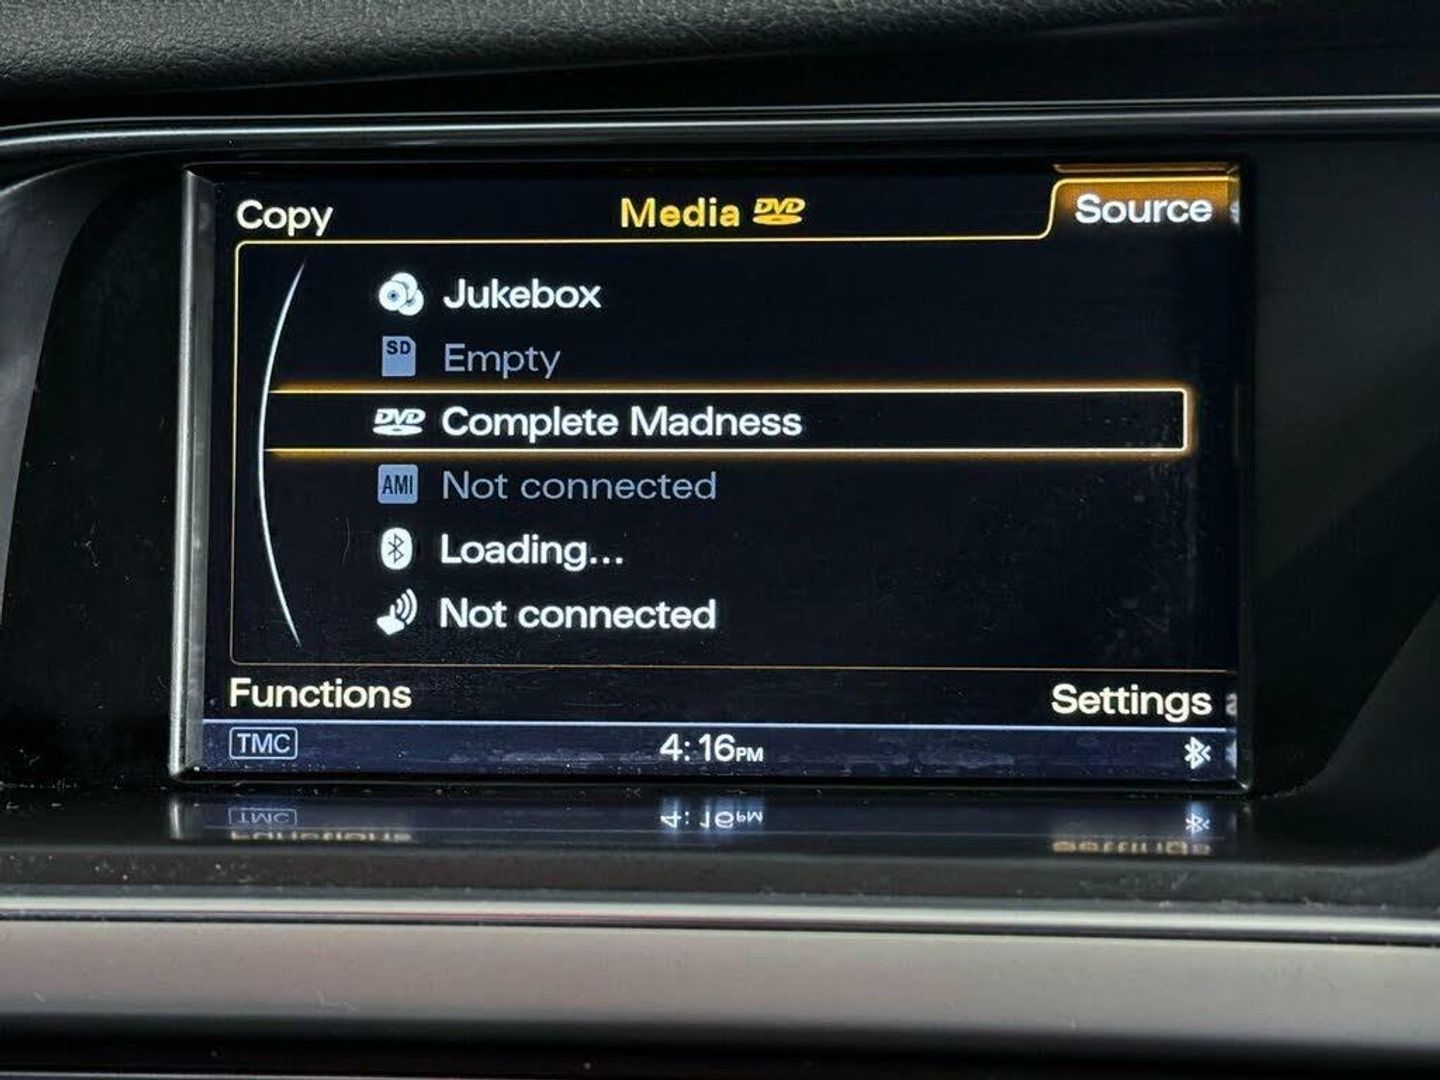 Copy Media DVD Source
Jukebox
SD Empty
DVD Complete Madness
AMI Not connected
Loading...
Not connected
Functions Settings
TMC 4:16PM